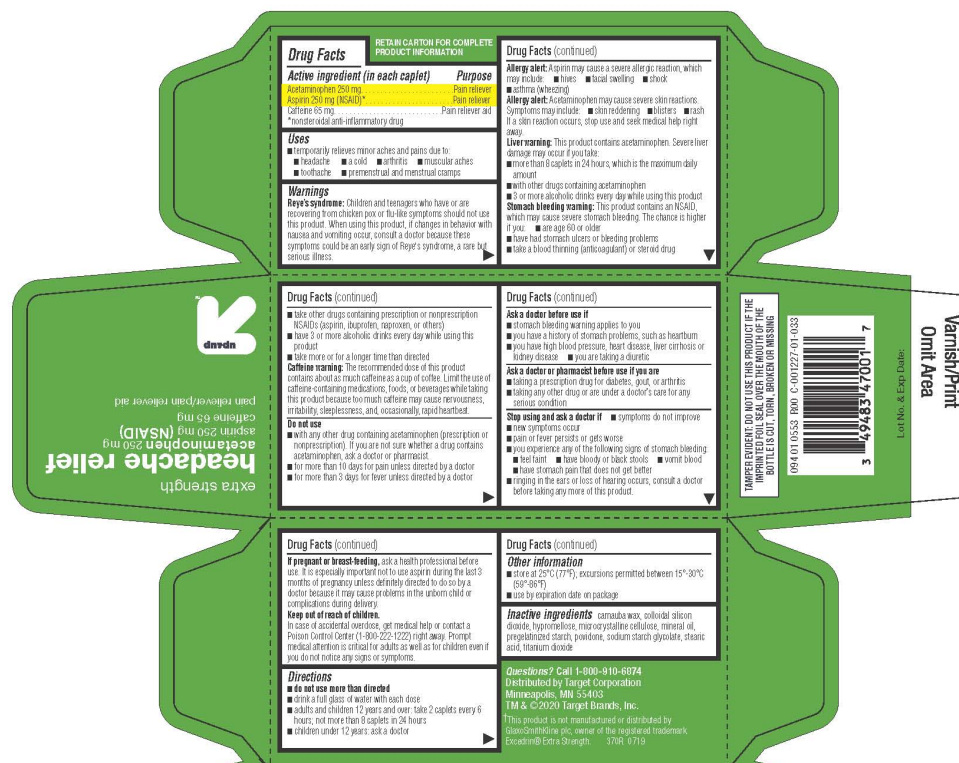 RETAIN CARTON FOR COMPLETE
PRODUCT INFORMATION
Drug Facts
Active ingredient (in each caplet) Purpose
Acetaminophen 250 mg..............................Pain reliever
Aspirin 250 mg (NSAID)*..............................Pain reliever
Caffeine 65 mg..............................Pain reliever aid
*nonsteroidal anti-inflammatory drug
Uses
■ temporarily relieves minor aches and pains due to:
■ headache ■ a cold ■ arthritis ■ muscular aches
■ toothache ■ premenstrual and menstrual cramps
Warnings
Reye's syndrome: Children and teenagers who have or are
recovering from chicken pox or flu-like symptoms should not use
this product. When using this product, if changes in behavior with
nausea and vomiting occur, consult a doctor because these
symptoms could be an early sign of Reye's syndrome, a rare but
serious illness.
Drug Facts (continued)
Allergy alert: Aspirin may cause a severe allergic reaction, which
may include: ■ hives ■ facial swelling ■ shock
■ asthma (wheezing)
Allergy alert: Acetaminophen may cause severe skin reactions.
Symptoms may include: ■ skin reddening ■ blisters ■ rash
If a skin reaction occurs, stop use and seek medical help right
away.
Liver warning: This product contains acetaminophen. Severe liver
damage may occur if you take:
■ more than 8 caplets in 24 hours, which is the maximum daily
amount
■ with other drugs containing acetaminophen
■ 3 or more alcoholic drinks every day while using this product
Stomach bleeding warning: This product contains an NSAID,
which may cause severe stomach bleeding. The chance is higher
if you: ■ are age 60 or older
■ have had stomach ulcers or bleeding problems
■ take a blood thinning (anticoagulant) or steroid drug
up&up
TM
extra strength
headache relief
acetaminophen 250 mg
aspirin 250 mg (NSAID)
caffeine 65 mg
pain reliever/pain reliever aid
Drug Facts (continued)
■ take other drugs containing prescription or nonprescription
NSAIDs (aspirin, ibuprofen, naproxen, or others)
■ have 3 or more alcoholic drinks every day while using this
product
■ take more or for a longer time than directed
Caffeine warning: The recommended dose of this product
contains about as much caffeine as a cup of coffee. Limit the use of
caffeine-containing medications, foods, or beverages while taking
this product because too much caffeine may cause nervousness,
irritability, sleeplessness, and, occasionally, rapid heartbeat.
Do not use
■ with any other drug containing acetaminophen (prescription or
nonprescription). If you are not sure whether a drug contains
acetaminophen, ask a doctor or pharmacist.
■ for more than 10 days for pain unless directed by a doctor
■ for more than 3 days for fever unless directed by a doctor
Drug Facts (continued)
Ask a doctor before use if
■ stomach bleeding warning applies to you
■ you have a history of stomach problems, such as heartburn
■ you have high blood pressure, heart disease, liver cirrhosis or
kidney disease ■ you are taking a diuretic
Ask a doctor or pharmacist before use if you are
■ taking a prescription drug for diabetes, gout, or arthritis
■ taking any other drug or are under a doctor's care for any
serious condition
Stop using and ask a doctor if ■ symptoms do not improve
■ new symptoms occur
■ pain or fever persists or gets worse
■ you experience any of the following signs of stomach bleeding:
■ feel faint ■ have bloody or black stools ■ vomit blood
■ have stomach pain that does not get better
■ ringing in the ears or loss of hearing occurs, consult a doctor
before taking any more of this product.
TAMPER EVIDENT: DO NOT USE THIS PRODUCT IF THE
IMPRINTED FOIL SEAL OVER THE MOUTH OF THE
BOTTLE IS CUT, TORN, BROKEN OR MISSING
094 01 0553 R00 C-001227-01-033
3 49483 47001 7
Lot No. & Exp Date:
Varnish/Print
Omit Area
Drug Facts (continued)
If pregnant or breast-feeding, ask a health professional before
use. It is especially important not to use aspirin during the last 3
months of pregnancy unless definitely directed to do so by a
doctor because it may cause problems in the unborn child or
complications during delivery.
Keep out of reach of children.
In case of accidental overdose, get medical help or contact a
Poison Control Center (1-800-222-1222) right away. Prompt
medical attention is critical for adults as well as for children even if
you do not notice any signs or symptoms.
Directions
■ do not use more than directed
■ drink a full glass of water with each dose
■ adults and children 12 years and over: take 2 caplets every 6
hours; not more than 8 caplets in 24 hours
■ children under 12 years: ask a doctor
Drug Facts (continued)
Other information
■ store at 25°C (77°F); excursions permitted between 15°-30°C
(59°-86°F)
■ use by expiration date on package
Inactive ingredients carnauba wax, colloidal silicon
dioxide, hypromellose, microcrystalline cellulose, mineral oil,
pregelatinized starch, povidone, sodium starch glycolate, stearic
acid, titanium dioxide
Questions? Call 1-800-910-6874
Distributed by Target Corporation
Minneapolis, MN 55403
TM & ©2020 Target Brands, Inc.
†This product is not manufactured or distributed by
GlaxoSmithKline plc, owner of the registered trademark
Excedrin® Extra Strength. 370R 0719